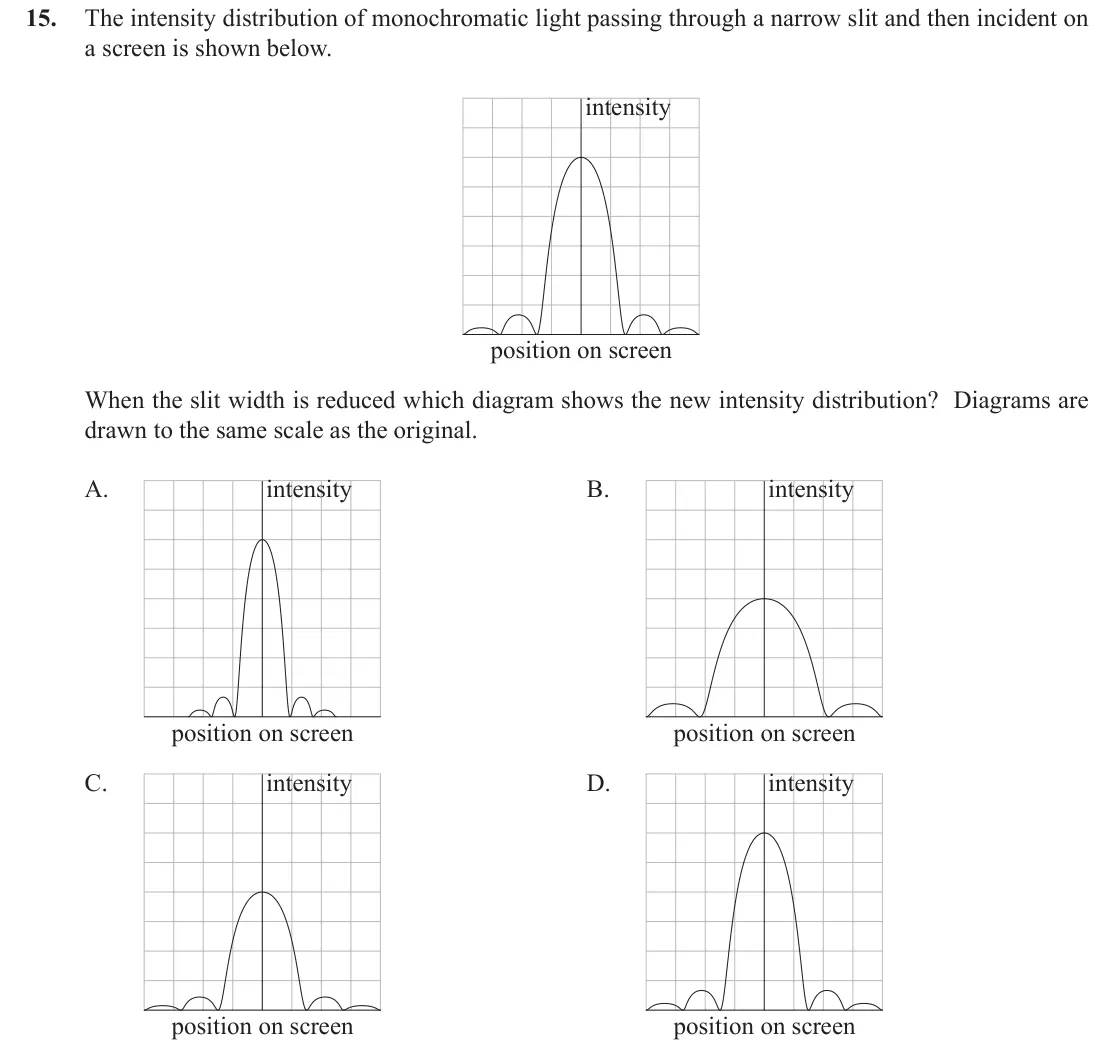 15. The intensity distribution of monochromatic light passing through a narrow slit and then incident on
a screen is shown below.
intensity
position on screen
When the slit width is reduced which diagram shows the new intensity distribution? Diagrams are
drawn to the same scale as the original.
A. intensity
position on screen
B. intensity
position on screen
C. intensity
position on screen
D. intensity
position on screen